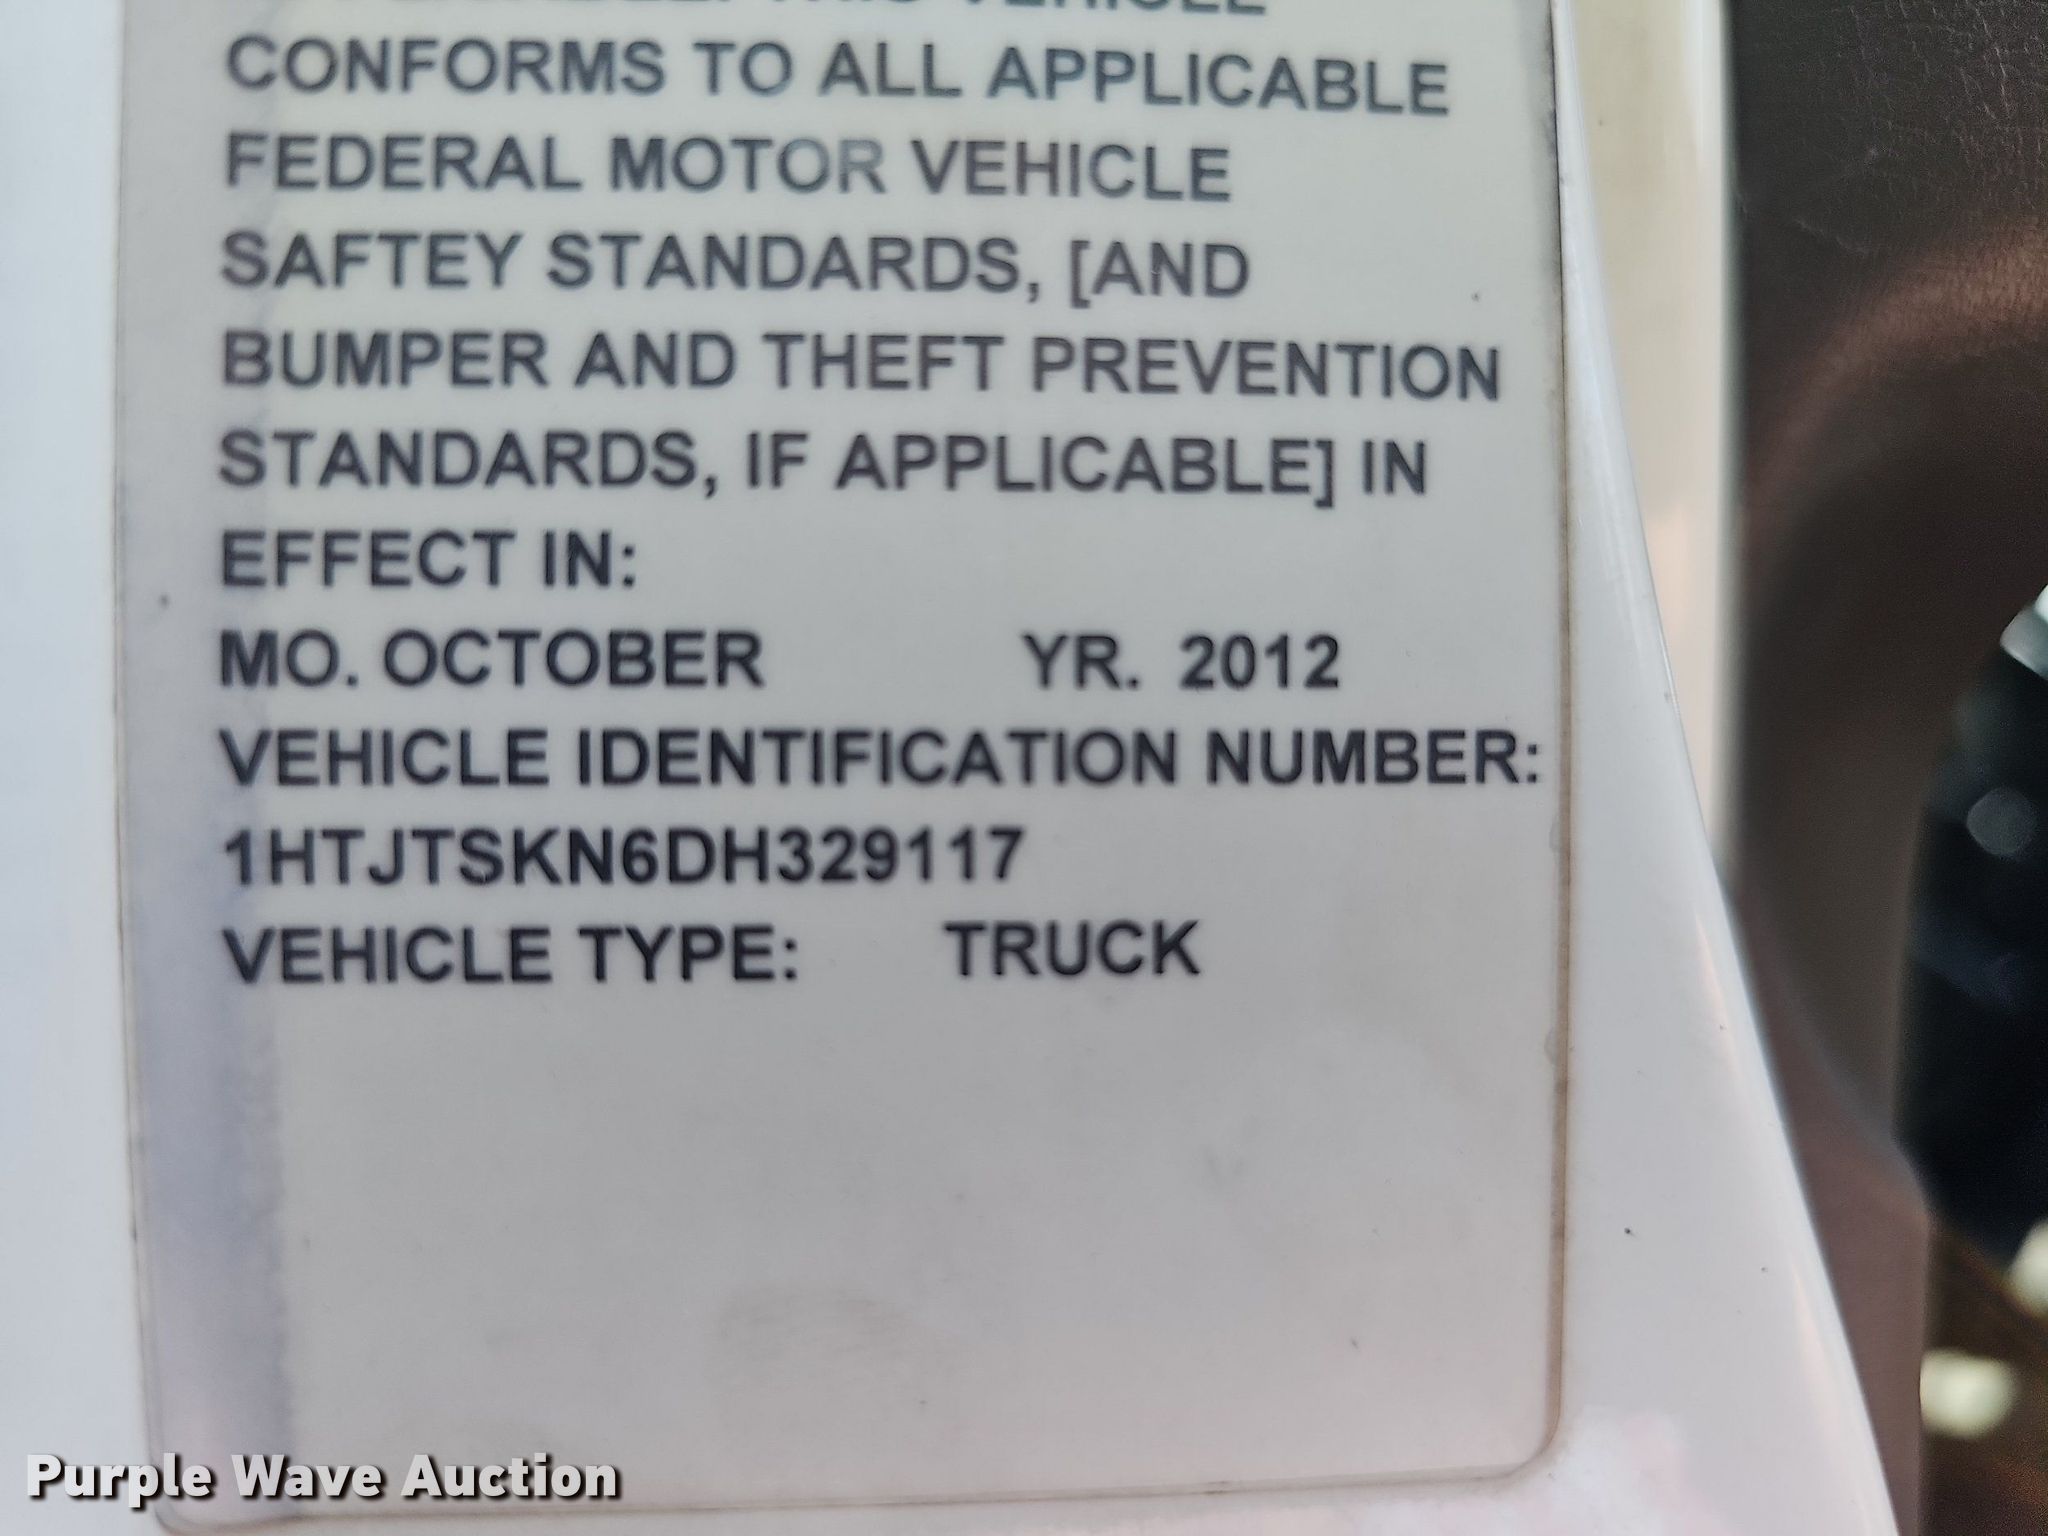 VEHICLE
CONFORMS TO ALL APPLICABLE
FEDERAL MOTOR VEHICLE
SAFTEY STANDARDS, [AND
BUMPER AND THEFT PREVENTION
STANDARDS, IF APPLICABLE] IN
EFFECT IN:
MO. OCTOBER YR. 2012
VEHICLE IDENTIFICATION NUMBER:
1HTJTSKN6DH329117
VEHICLE TYPE: TRUCK
Purple Wave Auction